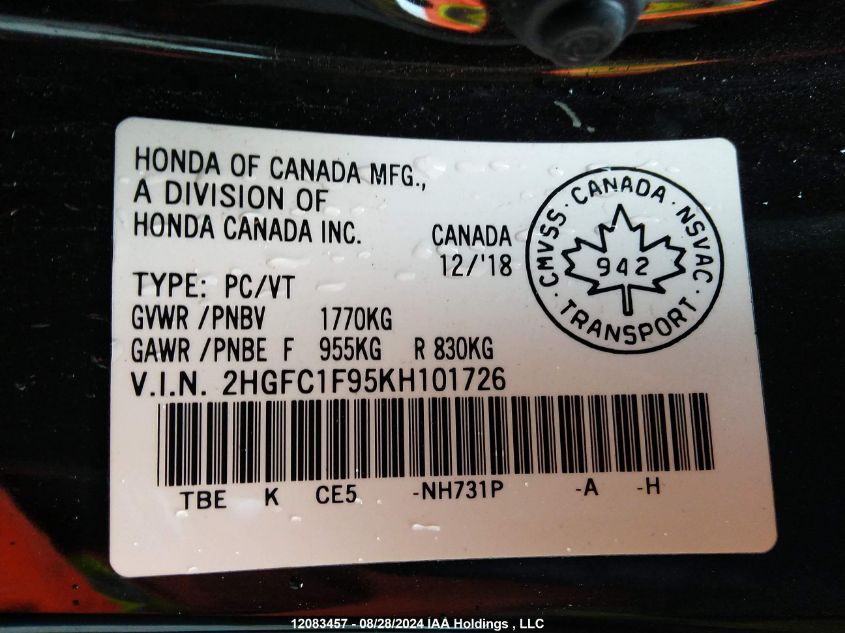 HONDA OF CANADA MFG.,
A DIVISION OF
HONDA CANADA INC.
CANADA
12/'18
CMVSS · CANADA · NSVAC · TRANSPORT ·
942
TYPE: PC/VT
GVWR /PNBV 1770KG
GAWR /PNBE F 955KG R 830KG
V.I.N. 2HGFC1F95KH101726
TBE K CE5 -NH731P -A -H
12083457 - 08/28/2024 IAA Holdings , LLC